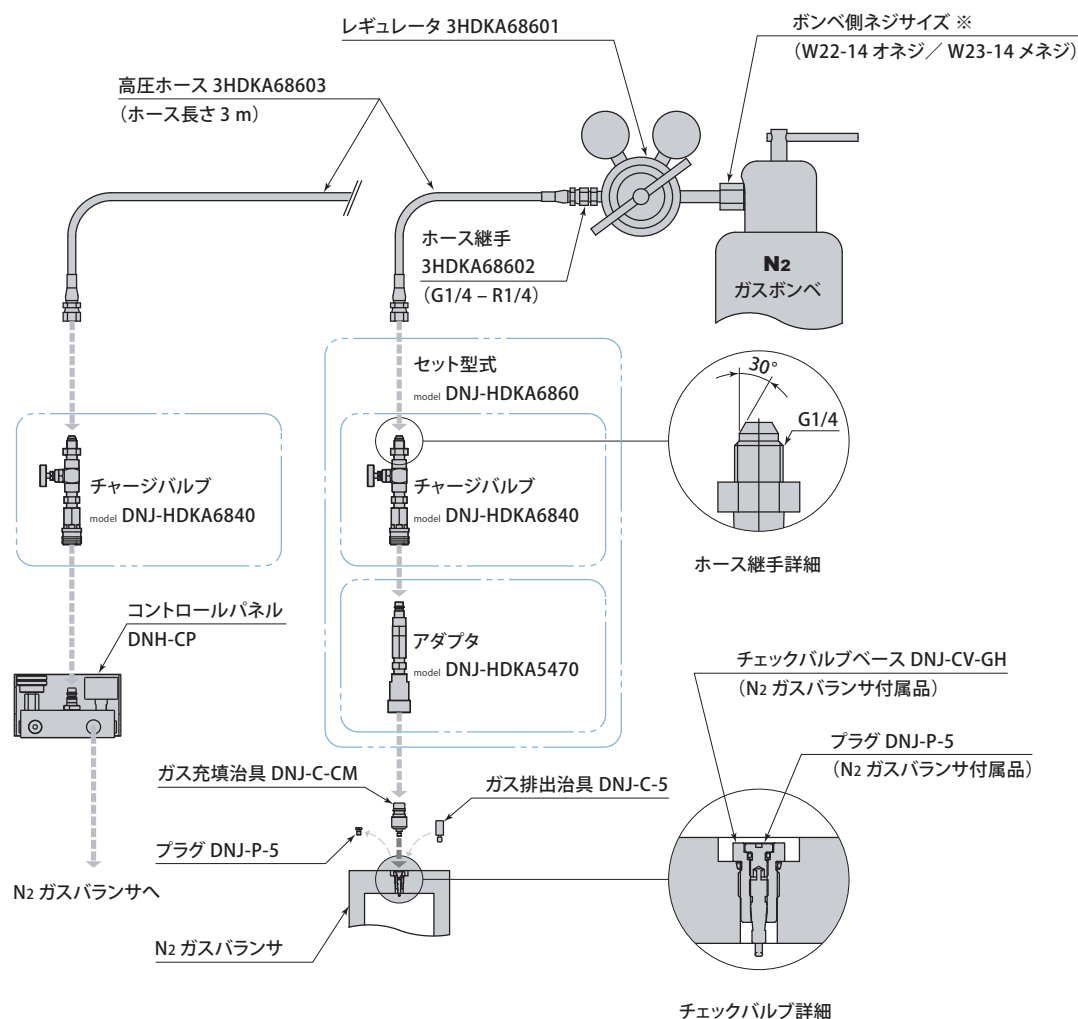 レギュレータ 3HDKA68601
ボンベ側ネジサイズ ※
（W22-14 オネジ／ W23-14 メネジ）
高圧ホース 3HDKA68603
（ホース長さ 3 m）
ホース継手
3HDKA68602
（G1/4 – R1/4）
N2
ガスボンベ
セット型式
model DNJ-HDKA6860
30°
G1/4
チャージバルブ
model DNJ-HDKA6840
チャージバルブ
model DNJ-HDKA6840
ホース継手詳細
コントロールパネル
DNH-CP
アダプタ
model DNJ-HDKA5470
チェックバルブベース DNJ-CV-GH
（N2 ガスバランサ付属品）
プラグ DNJ-P-5
（N2 ガスバランサ付属品）
ガス充填治具 DNJ-C-CM
ガス排出治具 DNJ-C-5
プラグ DNJ-P-5
N2 ガスバランサへ
N2 ガスバランサ
チェックバルブ詳細